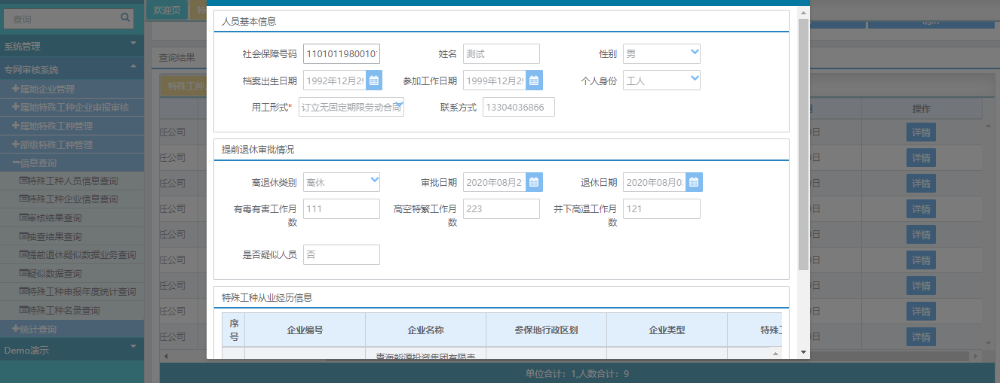 查询
系统管理
专网审核系统
属地企业管理
属地特殊工种企业申报审核
属地特殊工种管理
部级特殊工种管理
信息查询
特殊工种人员信息查询
特殊工种企业信息查询
审核结果查询
抽查结果查询
提前退休疑似数据业务查询
疑似数据查询
特殊工种申报年度统计查询
特殊工种名录查询
统计查询
Demo演示
欢迎页 特
查询结果
特殊工种
任公司
任公司
任公司
任公司
任公司
任公司
任公司
任公司
任公司
人员基本信息
社会保障号码 11010119800101 姓名 测试 性别 男
档案出生日期 1992年12月29 参加工作日期 1999年12月29 个人身份 工人
用工形式* 订立无固定期限劳动合同 联系方式 13304036866
提前退休审批情况
离退休类别 离休 审批日期 2020年08月2 退休日期 2020年08月0
有毒有害工作月数 111 高空特繁工作月数 223 井下高温工作月数 121
是否疑似人员 否
特殊工种从业经历信息
序号 企业编号 企业名称 参保地行政区划 企业类型 特殊工
青海能源投资集团有限责
操作
日 详情
日 详情
日 详情
日 详情
日 详情
日 详情
日 详情
日 详情
日 详情
单位合计：1,人数合计：9